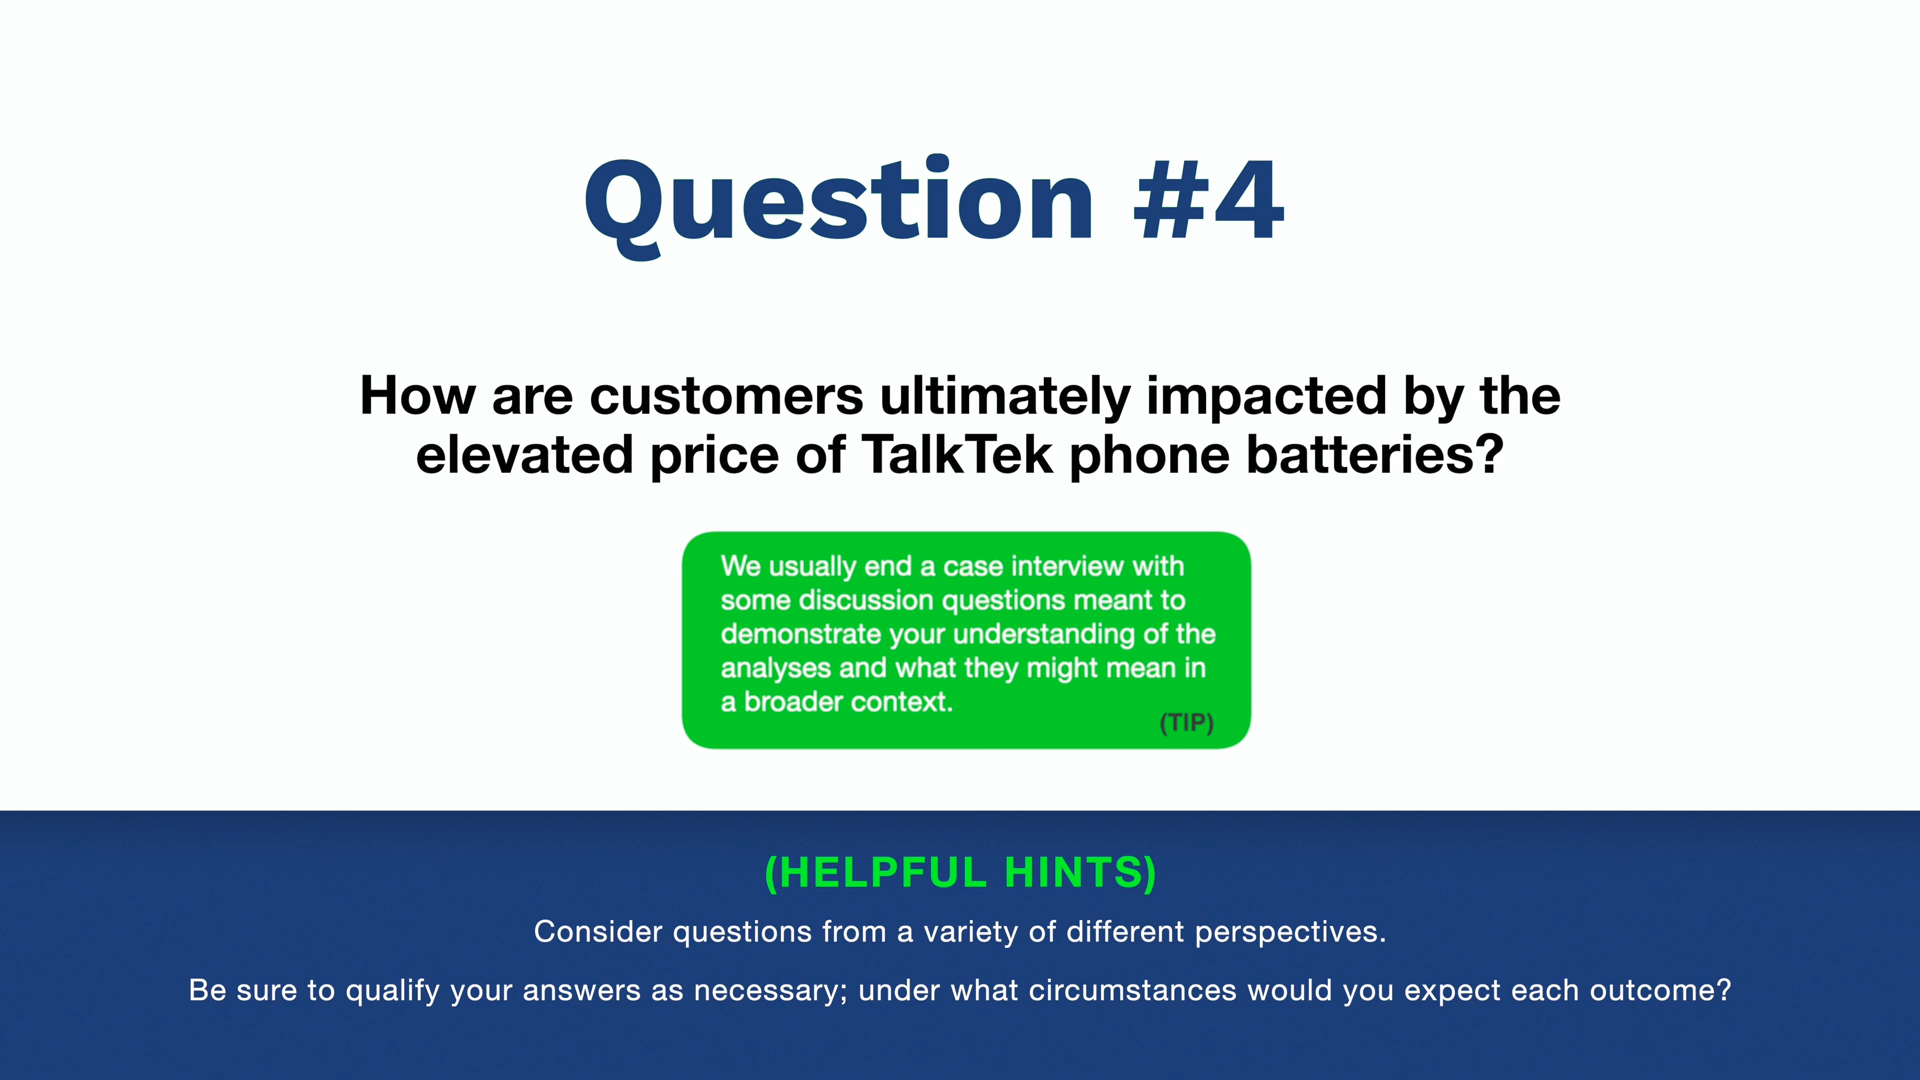 Question #4
How are customers ultimately impacted by the
elevated price of TalkTek phone batteries?
We usually end a case interview with
some discussion questions meant to
demonstrate your understanding of the
analyses and what they might mean in
a broader context.
(TIP)
(HELPFUL HINTS)
Consider questions from a variety of different perspectives.
Be sure to qualify your answers as necessary; under what circumstances would you expect each outcome?